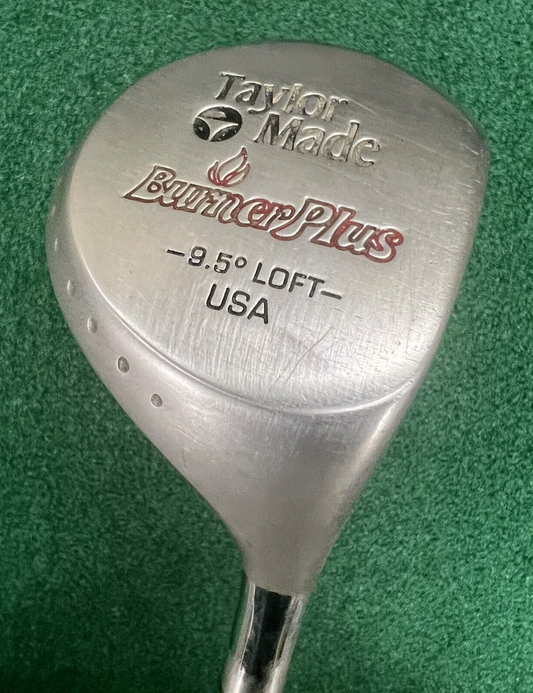 Taylor
Made
BurnerPlus
-9.5° LOFT-
USA